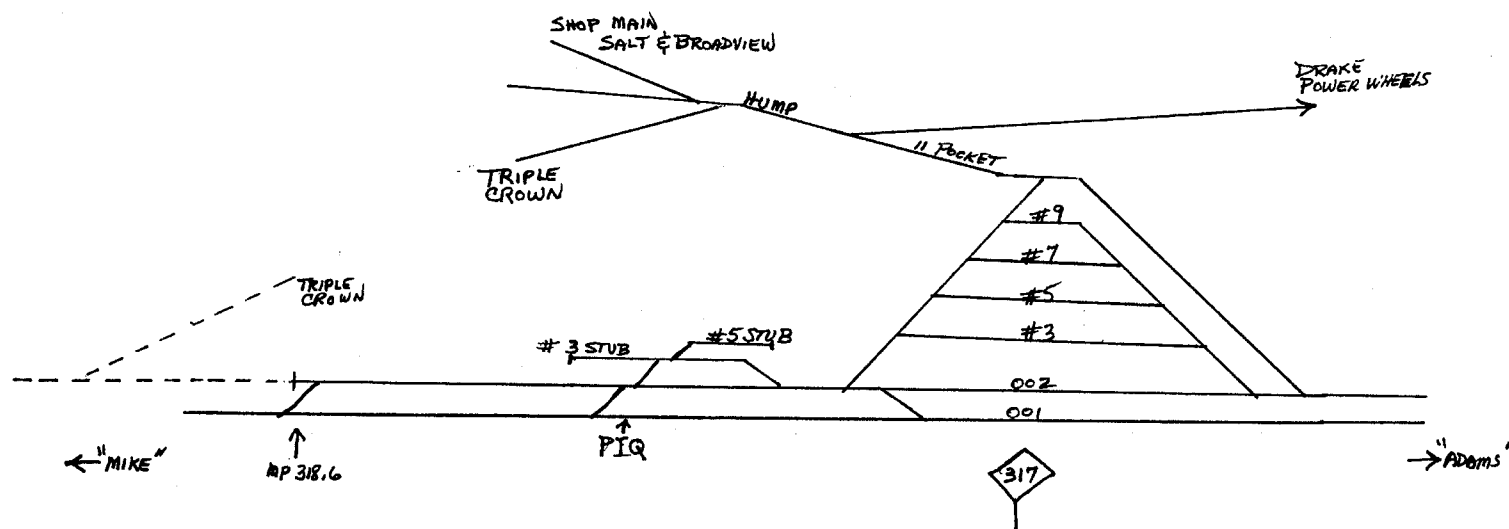 SHOP MAIN
SALT & BROADVIEW
DRAKE
POWER WHEELS
HUMP
11 POCKET
TRIPLE
CROWN
#9
#7
TRIPLE
CROWN
#5
#5 STUB
#3
# 3 STUB
002
001
PIQ
"MIKE"
MP 318.6
317
"ADAMS"